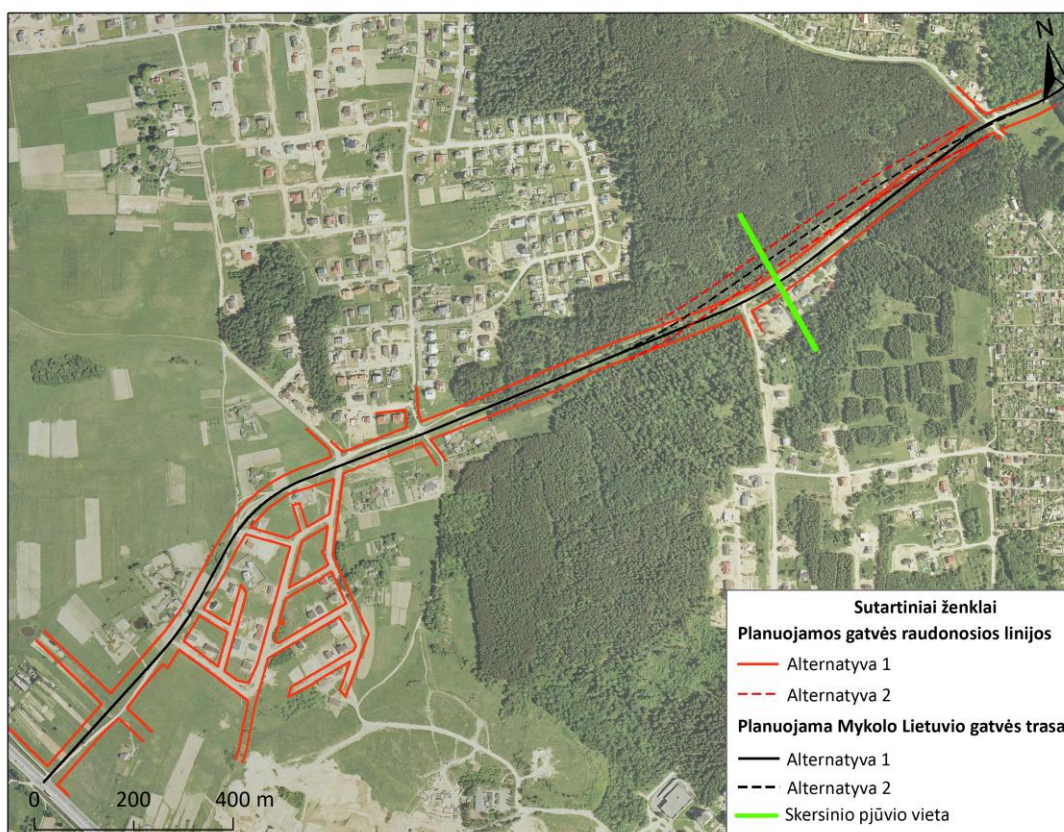 N
Sutartiniai ženklai
Planuojamos gatvės raudonosios linijos
Alternatyva 1
Alternatyva 2
Planuojama Mykolo Lietuvio gatvės trasa
Alternatyva 1
Alternatyva 2
Skersinio pjūvio vieta
0 200 400 m